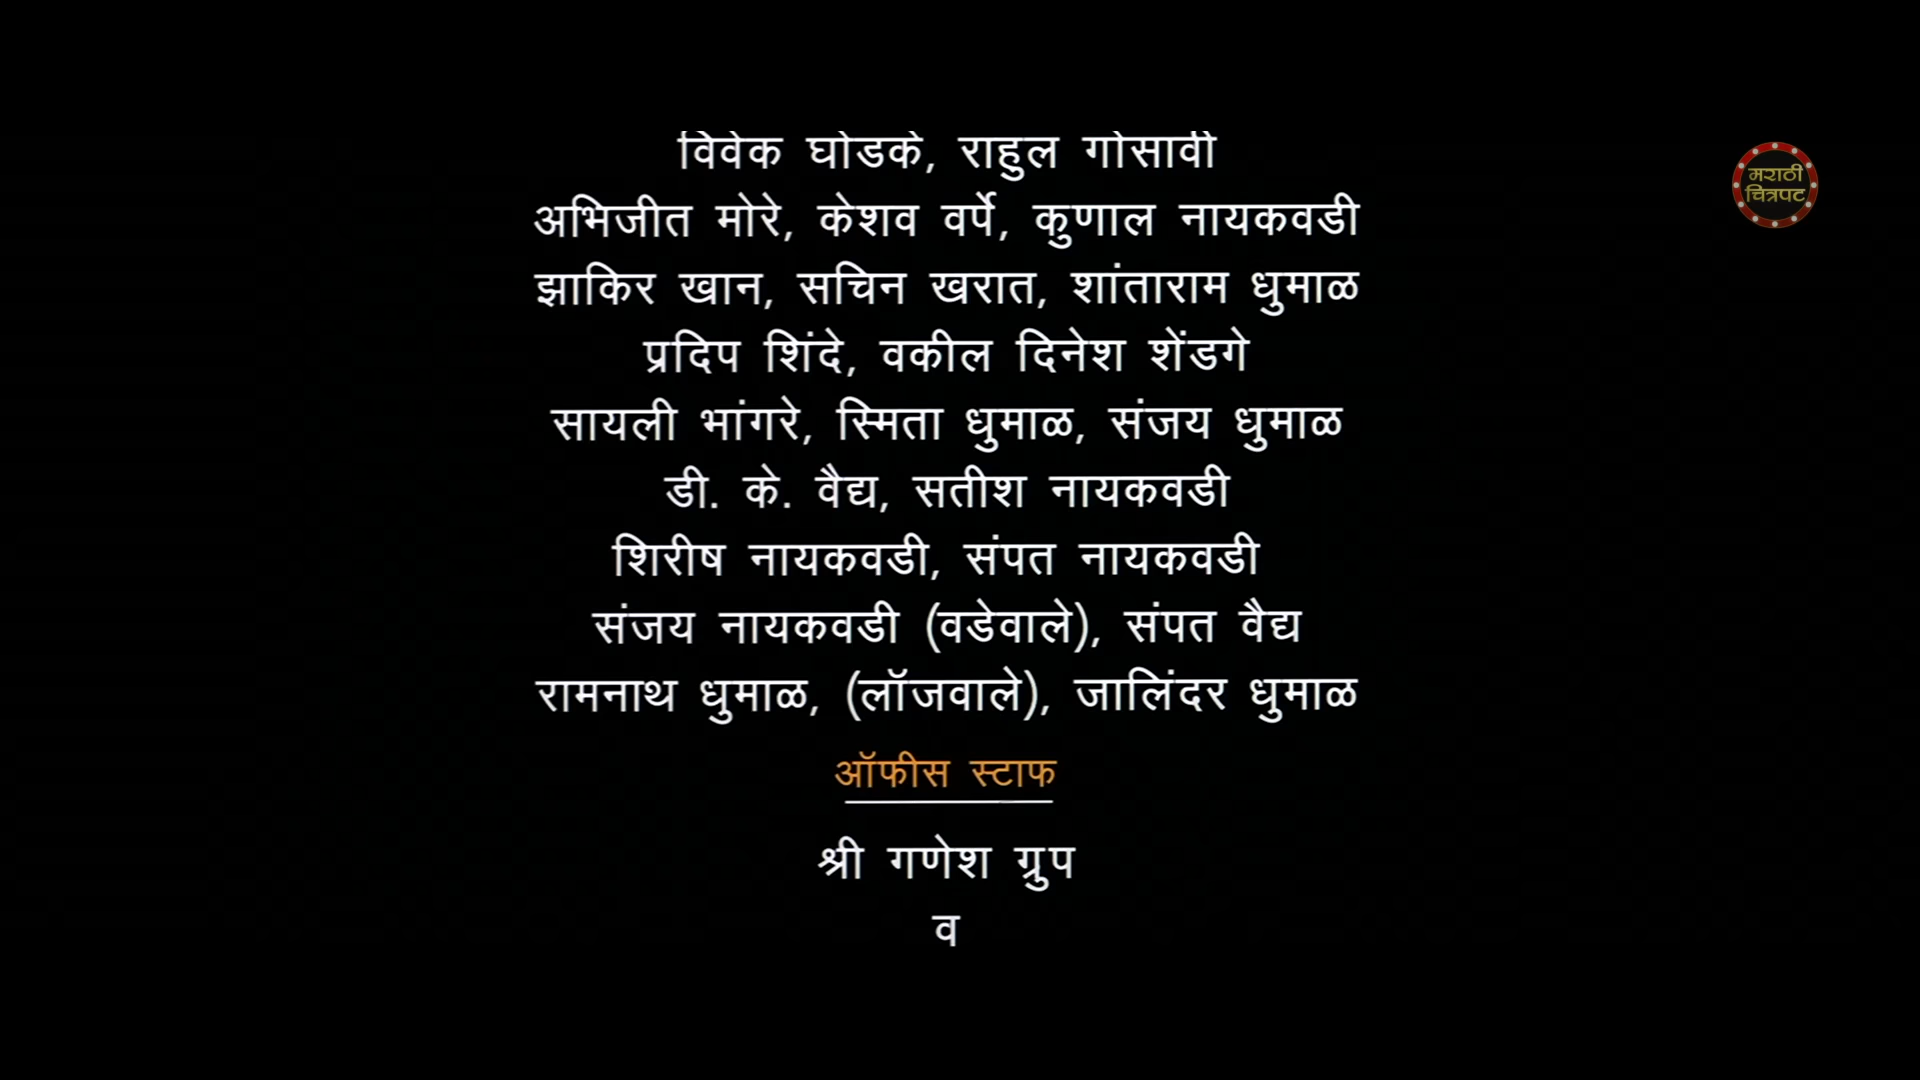 विवेक घोडके, राहुल गोसावी
अभिजीत मोरे, केशव वर्पे, कुणाल नायकवडी
झाकिर खान, सचिन खरात, शांताराम धुमाळ
प्रदिप शिंदे, वकील दिनेश शेंडगे
सायली भांगरे, स्मिता धुमाळ, संजय धुमाळ
डी. के. वैद्य, सतीश नायकवडी
शिरीष नायकवडी, संपत नायकवडी
संजय नायकवडी (वडेवाले), संपत वैद्य
रामनाथ धुमाळ, (लॉजवाले), जालिंदर धुमाळ
ऑफीस स्टाफ
श्री गणेश ग्रुप
व
मराठी
चित्रपट